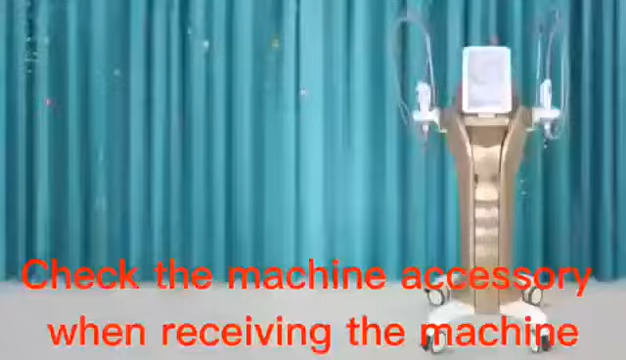 Check the machine accessory
when receiving the machine